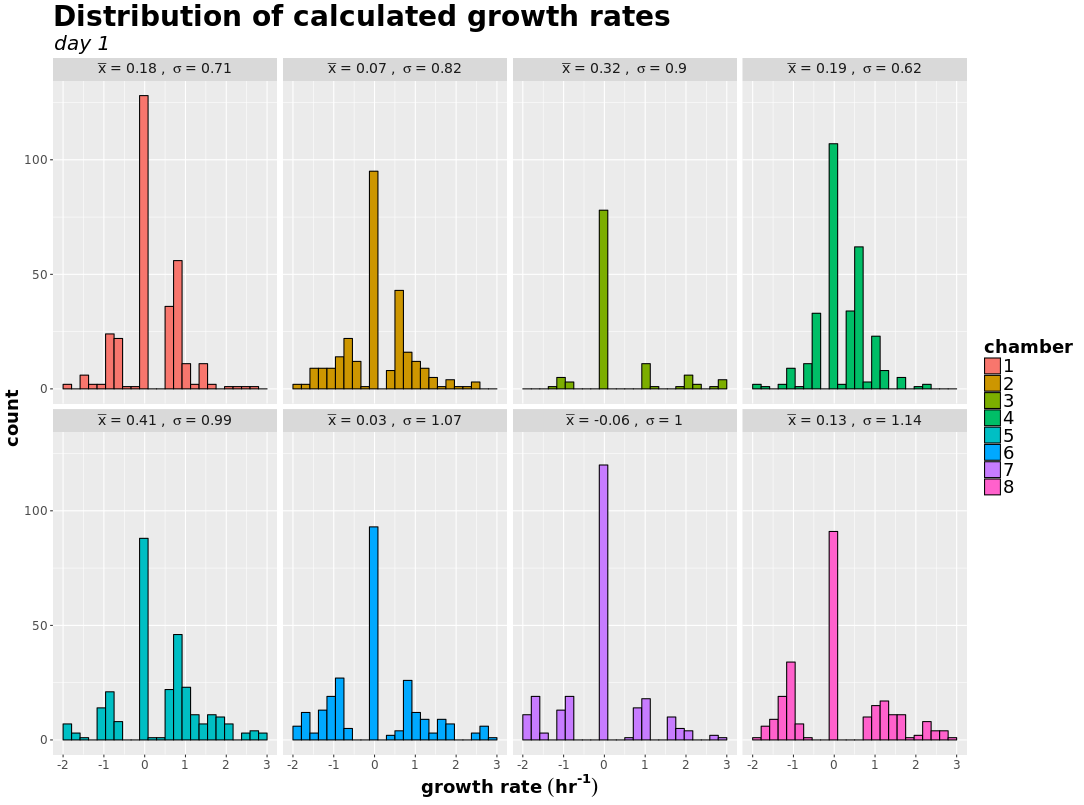 Distribution of calculated growth rates
day 1
x̅ = 0.18 , σ = 0.71
x̅ = 0.07 , σ = 0.82
x̅ = 0.32 , σ = 0.9
x̅ = 0.19 , σ = 0.62
100
50
0
x̅ = 0.41 , σ = 0.99
x̅ = 0.03 , σ = 1.07
x̅ = -0.06 , σ = 1
x̅ = 0.13 , σ = 1.14
100
50
0
-2 -1 0 1 2 3
-2 -1 0 1 2 3
-2 -1 0 1 2 3
-2 -1 0 1 2 3
count
growth rate (hr⁻¹)
chamber
1
2
3
4
5
6
7
8